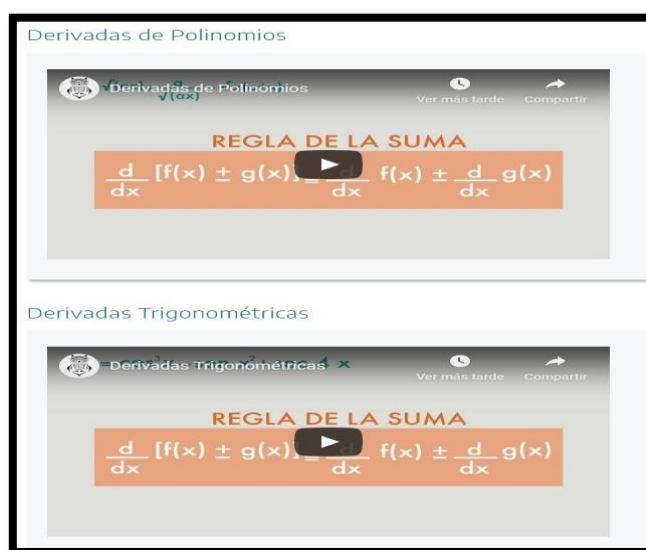 Derivadas de Polinomios
Derivadas de Polinomios
√(ax)
Ver más tarde Compartir
REGLA DE LA SUMA
d/dx [f(x) ± g(x)] = d/dx f(x) ± d/dx g(x)
Derivadas Trigonométricas
Derivadas Trigonométricas
Ver más tarde Compartir
REGLA DE LA SUMA
d/dx [f(x) ± g(x)] = d/dx f(x) ± d/dx g(x)